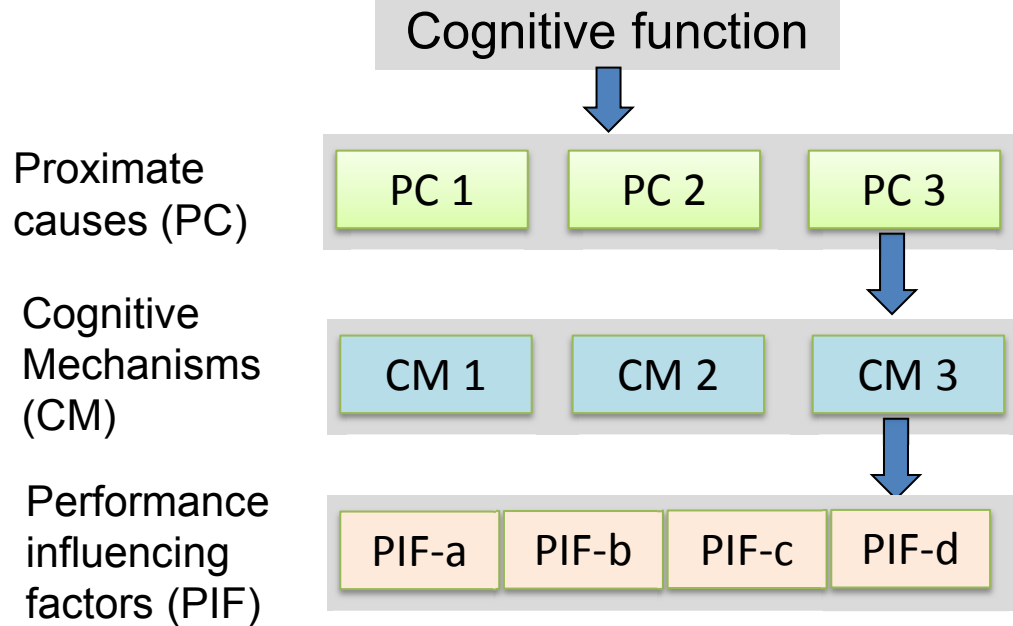 Cognitive function
Proximate
causes (PC)
PC 1
PC 2
PC 3
Cognitive
Mechanisms
(CM)
CM 1
CM 2
CM 3
Performance
influencing
factors (PIF)
PIF-a
PIF-b
PIF-c
PIF-d